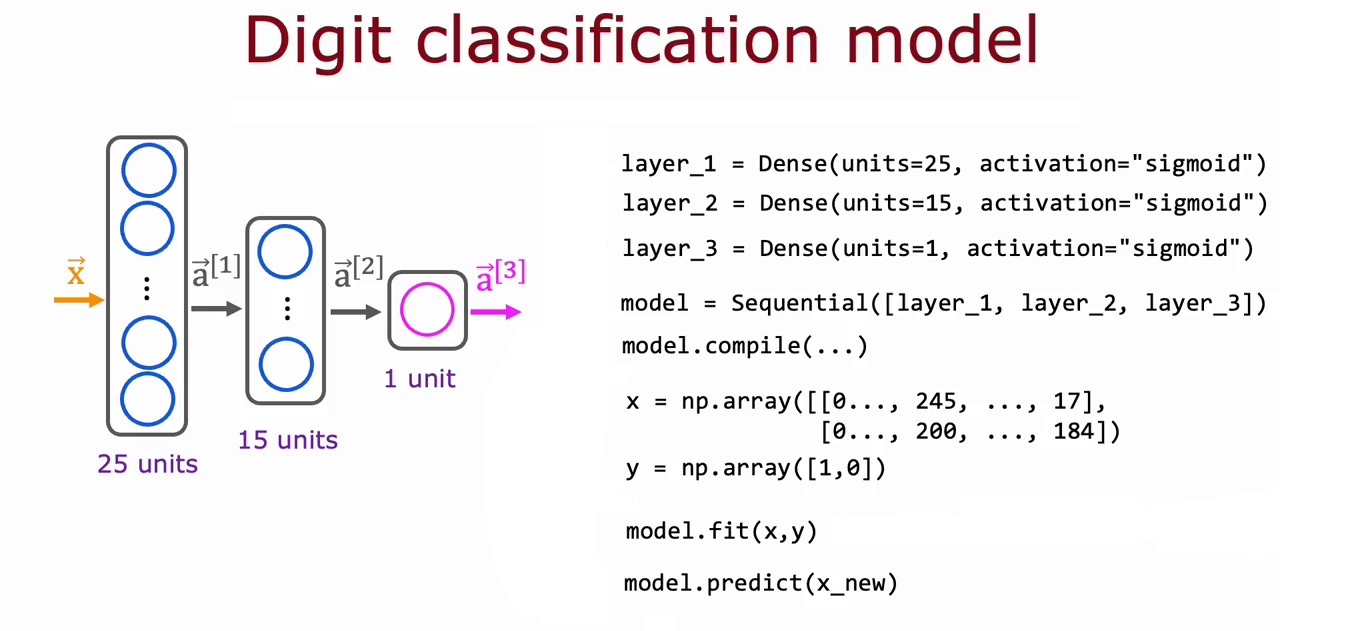 Digit classification model
x⃗
a⃗[1]
a⃗[2]
a⃗[3]
25 units
15 units
1 unit
layer_1 = Dense(units=25, activation="sigmoid")
layer_2 = Dense(units=15, activation="sigmoid")
layer_3 = Dense(units=1, activation="sigmoid")
model = Sequential([layer_1, layer_2, layer_3])
model.compile(...)
x = np.array([[0..., 245, ..., 17],
[0..., 200, ..., 184])
y = np.array([1,0])
model.fit(x,y)
model.predict(x_new)